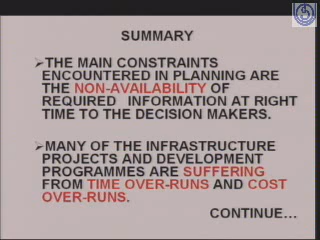 SUMMARY
➢THE MAIN CONSTRAINTS
ENCOUNTERED IN PLANNING ARE
THE NON-AVAILABILITY OF
REQUIRED INFORMATION AT RIGHT
TIME TO THE DECISION MAKERS.
➢MANY OF THE INFRASTRUCTURE
PROJECTS AND DEVELOPMENT
PROGRAMMES ARE SUFFERING
FROM TIME OVER-RUNS AND COST
OVER-RUNS.
CONTINUE...